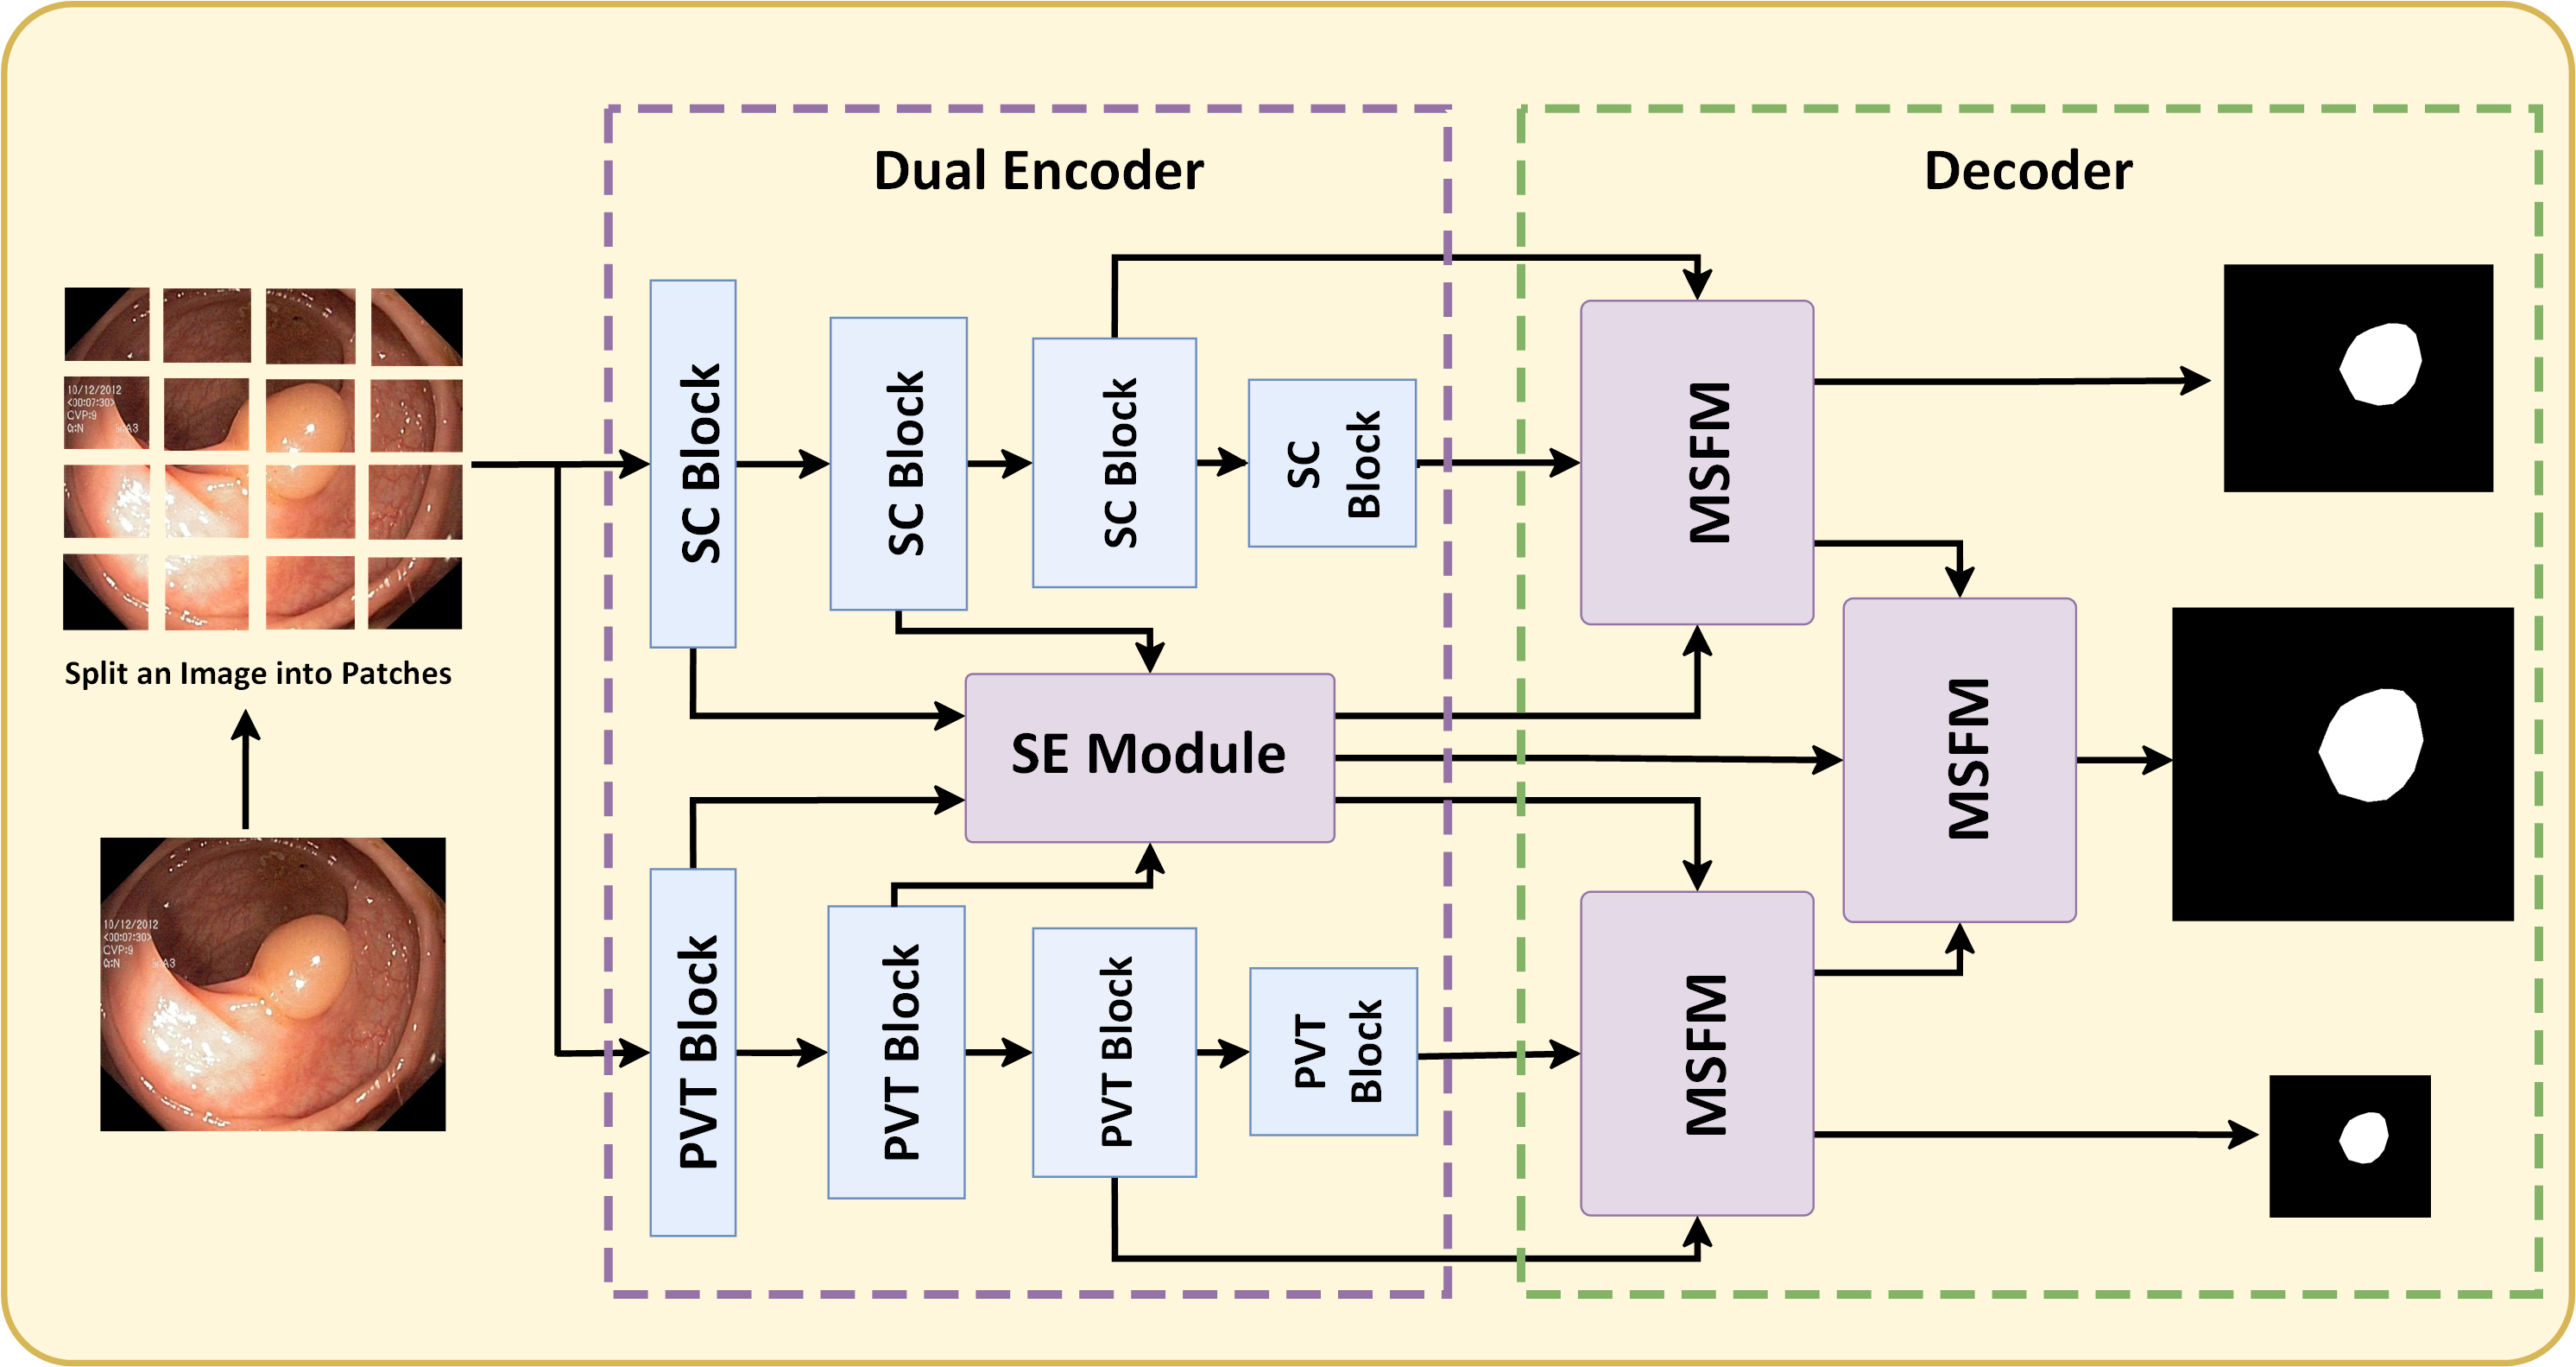 Dual Encoder
Decoder
10/12/2012
<00:07:30>
CVP:9
Q:N
A3
Split an Image into Patches
10/12/2012
<00:07:30>
CVP:9
Q:N
A3
SC Block
SC Block
SC Block
SC
Block
SE Module
PVT Block
PVT Block
PVT Block
PVT
Block
MSFM
MSFM
MSFM